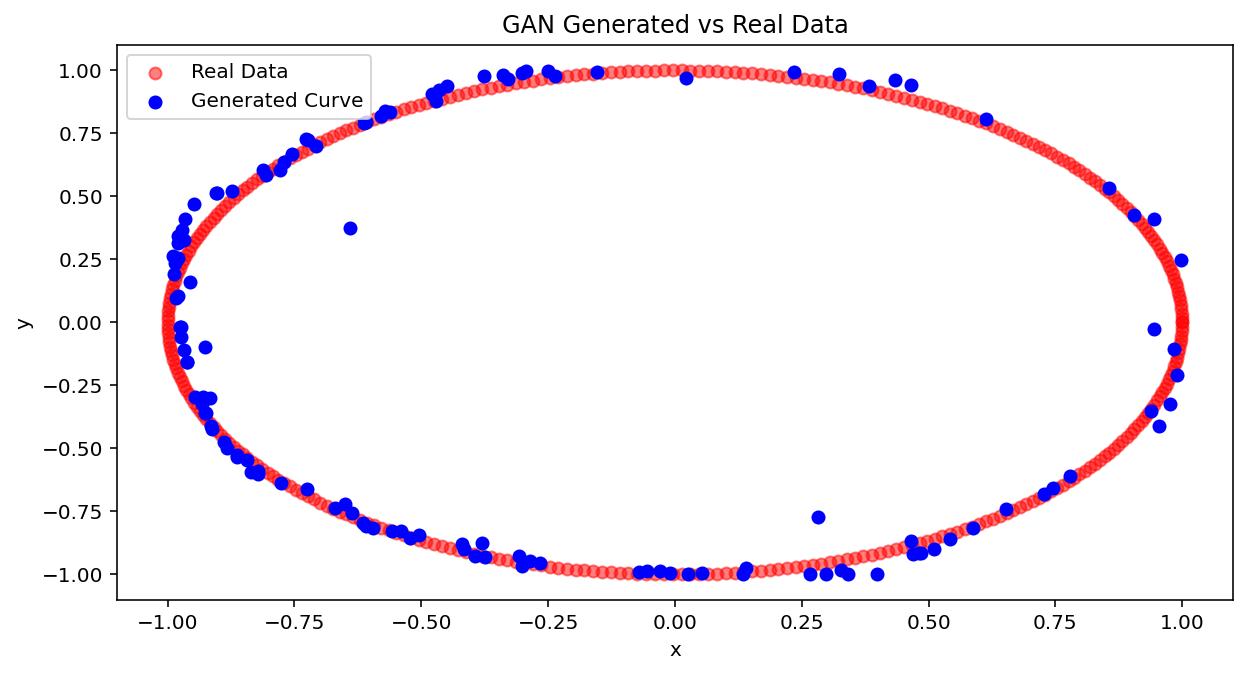 GAN Generated vs Real Data
Real Data
Generated Curve
1.00
0.75
0.50
0.25
0.00
−0.25
−0.50
−0.75
−1.00
y
−1.00 −0.75 −0.50 −0.25 0.00 0.25 0.50 0.75 1.00
x